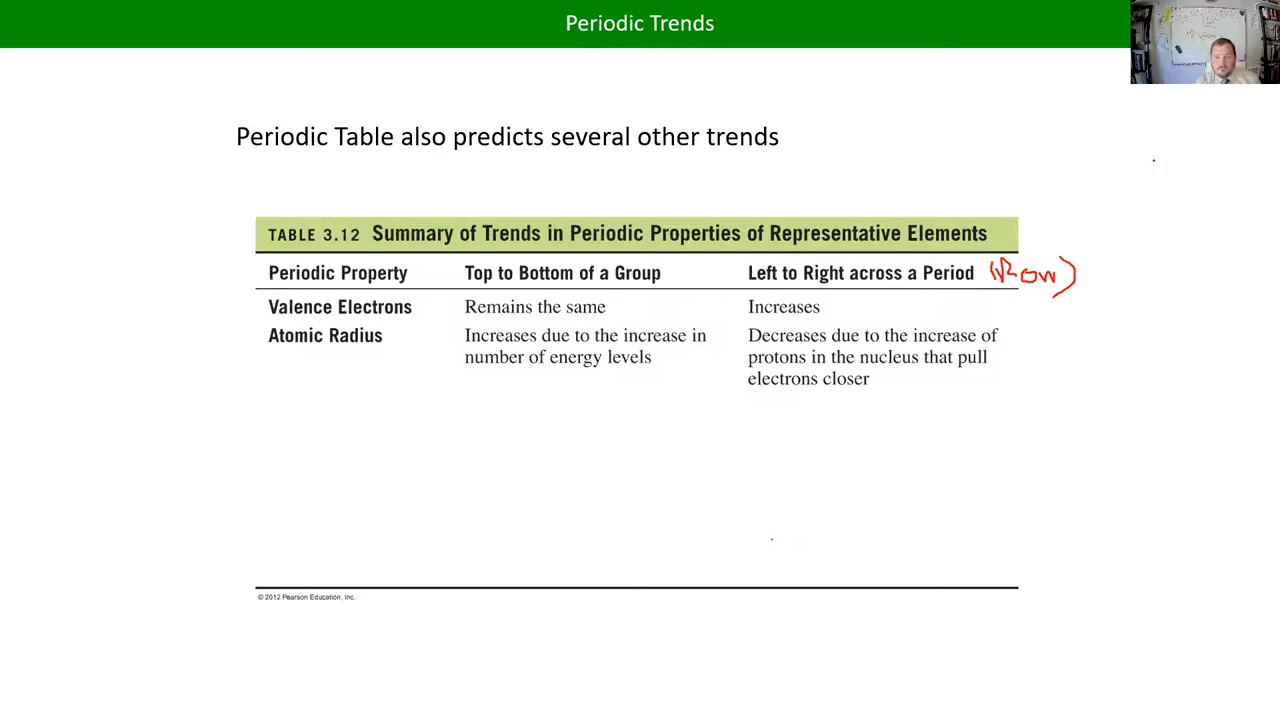 Periodic Trends
Periodic Table also predicts several other trends
TABLE 3.12 Summary of Trends in Periodic Properties of Representative Elements
Periodic Property Top to Bottom of a Group Left to Right across a Period (Row)
Valence Electrons Remains the same Increases
Atomic Radius Increases due to the increase in Decreases due to the increase of
number of energy levels protons in the nucleus that pull
electrons closer
© 2012 Pearson Education, Inc.